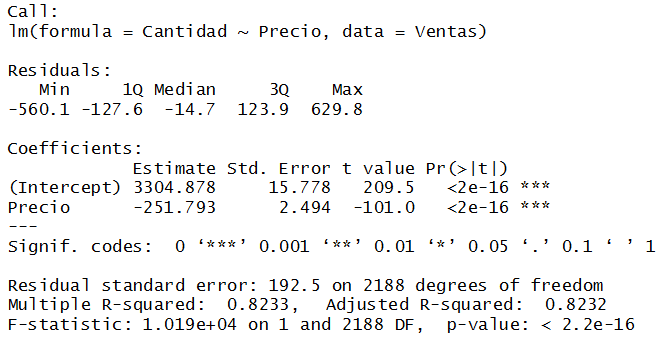 Call:
lm(formula = Cantidad ~ Precio, data = Ventas)
Residuals:
Min 1Q Median 3Q Max
-560.1 -127.6 -14.7 123.9 629.8
Coefficients:
Estimate Std. Error t value Pr(>|t|)
(Intercept) 3304.878 15.778 209.5 <2e-16 ***
Precio -251.793 2.494 -101.0 <2e-16 ***
---
Signif. codes: 0 ‘***’ 0.001 ‘**’ 0.01 ‘*’ 0.05 ‘.’ 0.1 ‘ ’ 1
Residual standard error: 192.5 on 2188 degrees of freedom
Multiple R-squared: 0.8233, Adjusted R-squared: 0.8232
F-statistic: 1.019e+04 on 1 and 2188 DF, p-value: < 2.2e-16